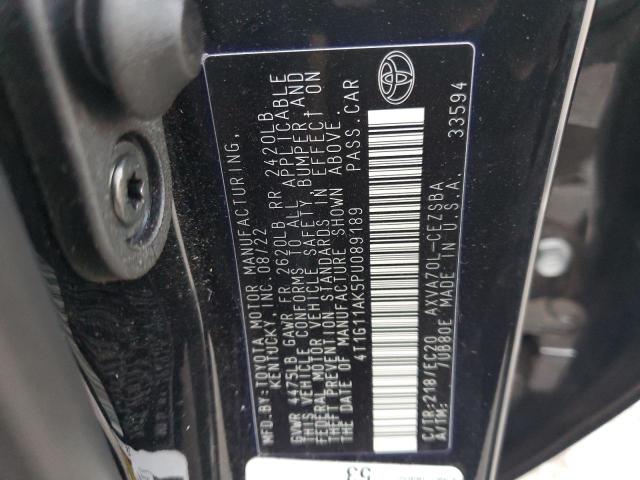 MFD.BY:TOYOTA MOTOR MANUFACTURING,
KENTUCKY, INC. 08/22
GVWR 4475LB GAWR FR 2620LB RR 2420LB
THIS VEHICLE CONFORMS TO ALL APPLICABLE
FEDERAL MOTOR VEHICLE SAFETY BUMPER, AND
THEFT PREVENTION STANDARDS IN EFFECT ON
THE DATE OF MANUFACTURE SHOWN ABOVE.
4T1G11AK5PU089189 PASS.CAR
C/TR:218/EC20 AXVA70L-CEZSBA
A/TM: 7UB80E MADE IN U.S.A. 33594
53